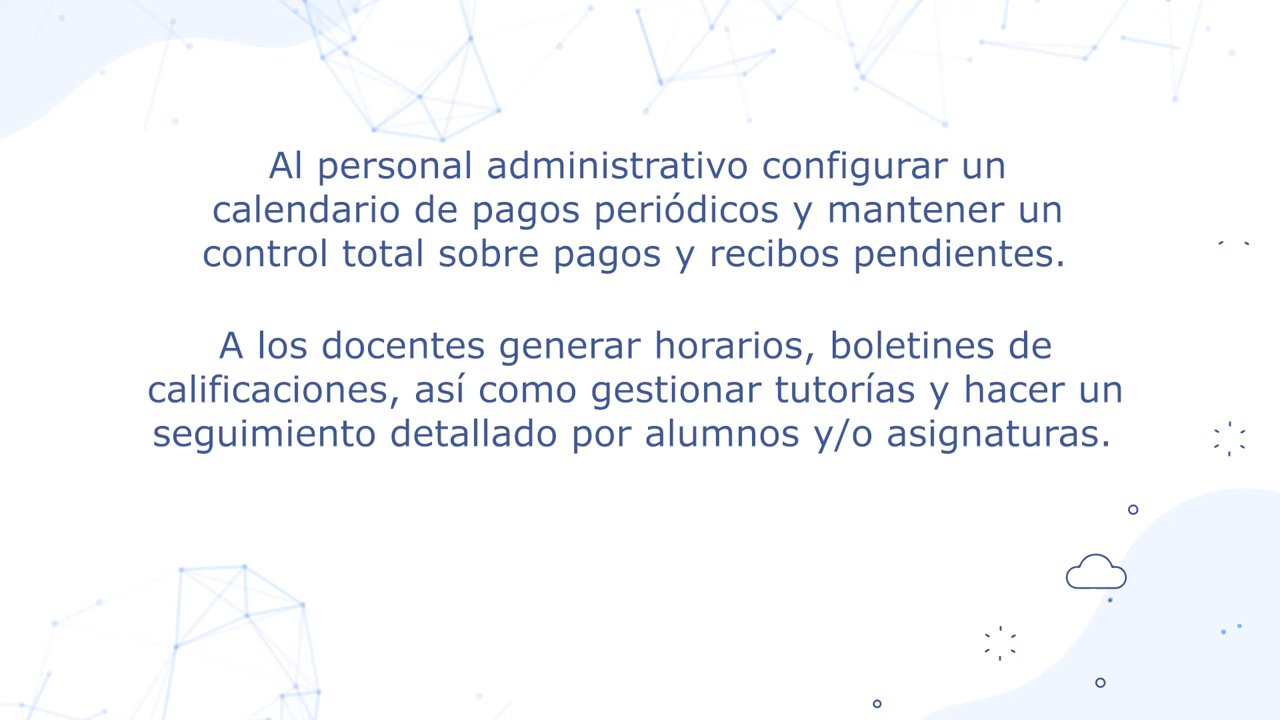 Al personal administrativo configurar un
calendario de pagos periódicos y mantener un
control total sobre pagos y recibos pendientes.
A los docentes generar horarios, boletines de
calificaciones, así como gestionar tutorías y hacer un
seguimiento detallado por alumnos y/o asignaturas.